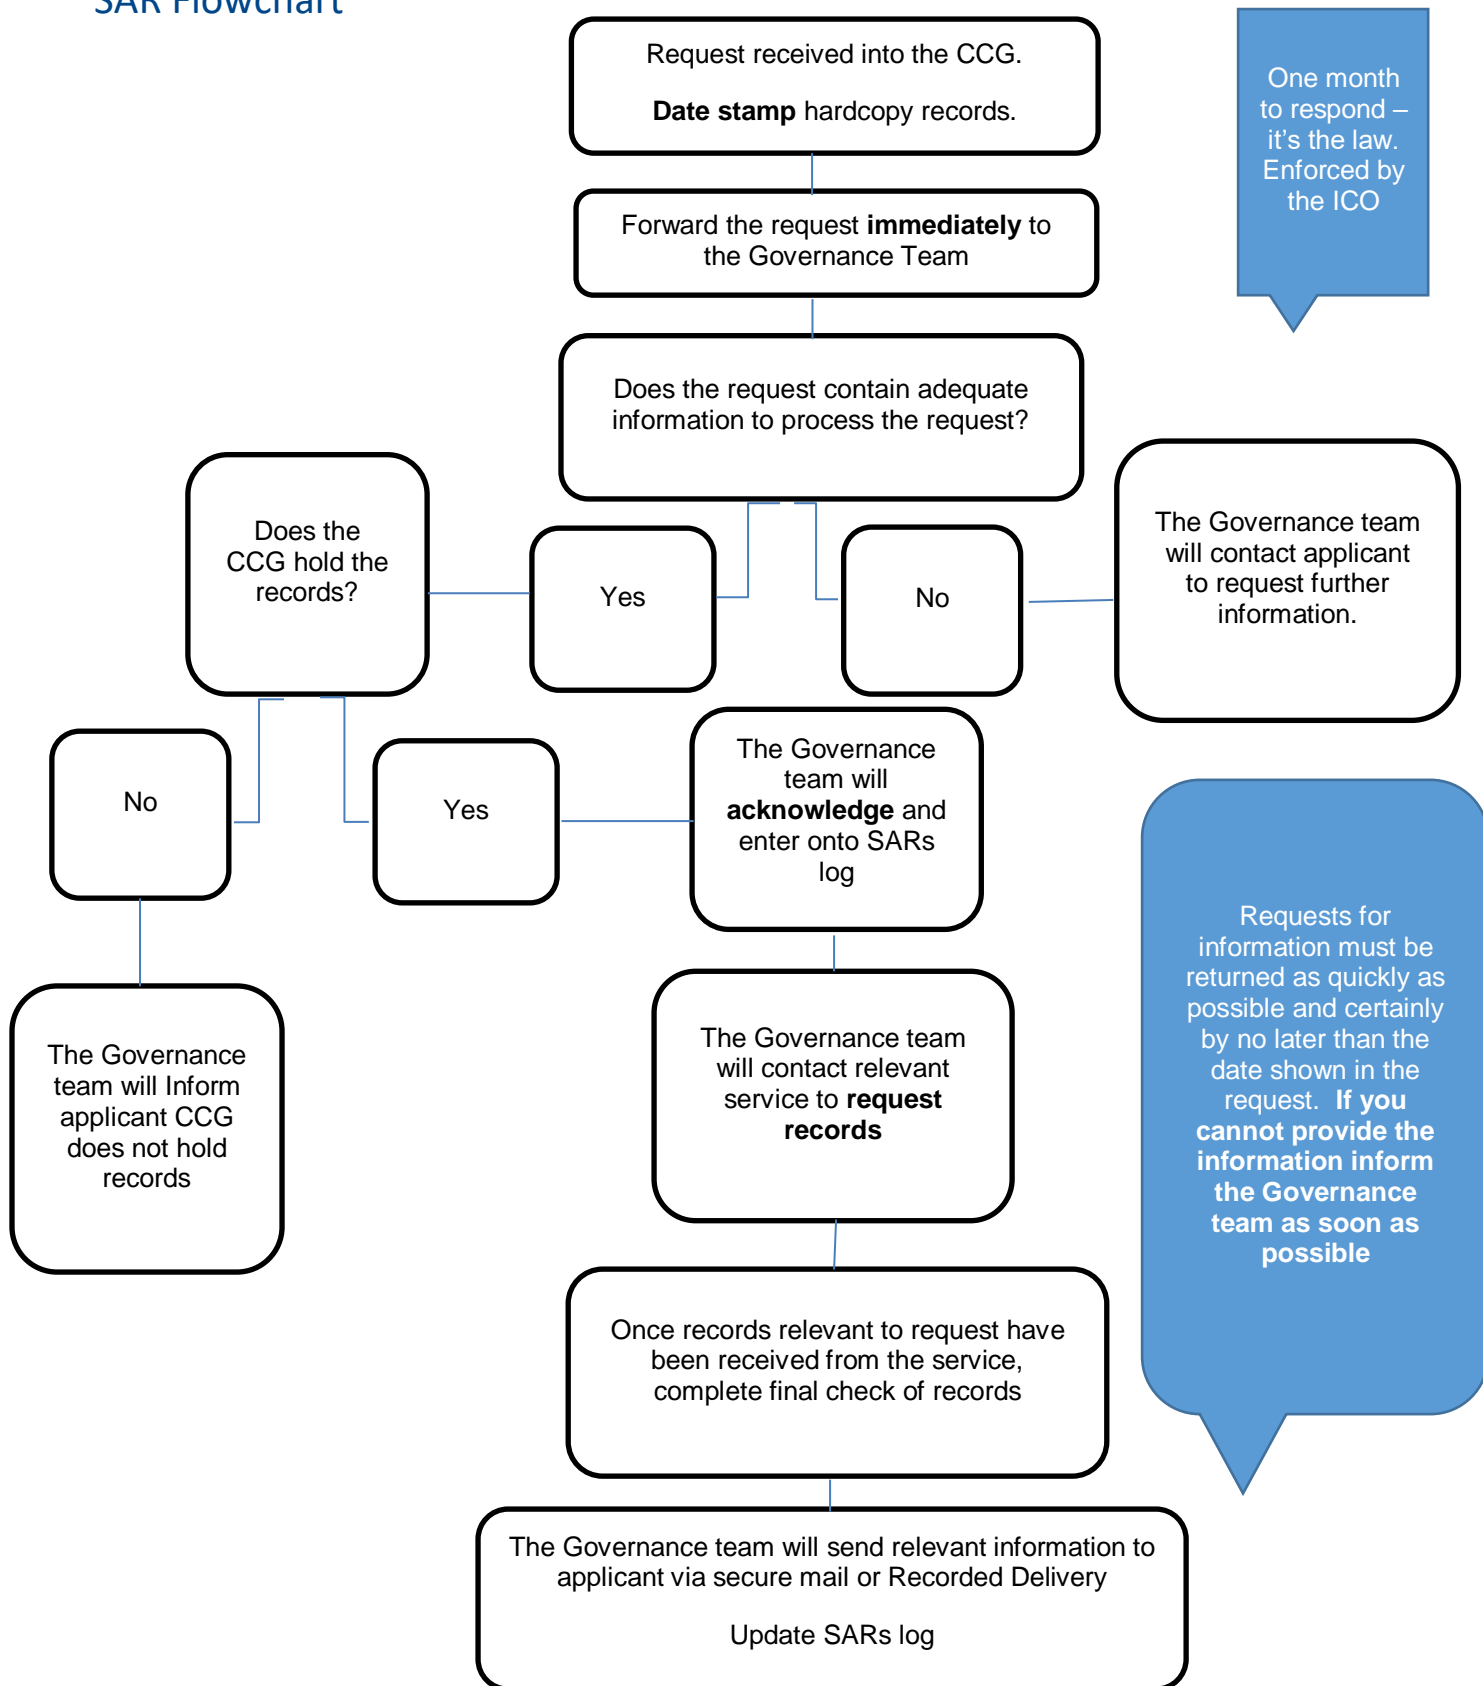 SAR Flowchart
Request received into the CCG.
Date stamp hardcopy records.
One month
to respond –
it's the law.
Enforced by
the ICO
Forward the request immediately to
the Governance Team
Does the request contain adequate
information to process the request?
Does the
CCG hold the
records?
Yes
No
The Governance team
will contact applicant
to request further
information.
No
Yes
The Governance
team will
acknowledge and
enter onto SARs
log
Requests for
information must be
returned as quickly as
possible and certainly
by no later than the
date shown in the
request.  If you
cannot provide the
information inform
the Governance
team as soon as
possible
The Governance
team will Inform
applicant CCG
does not hold
records
The Governance team
will contact relevant
service to request
records
Once records relevant to request have
been received from the service,
complete final check of records
The Governance team will send relevant information to
applicant via secure mail or Recorded Delivery
Update SARs log